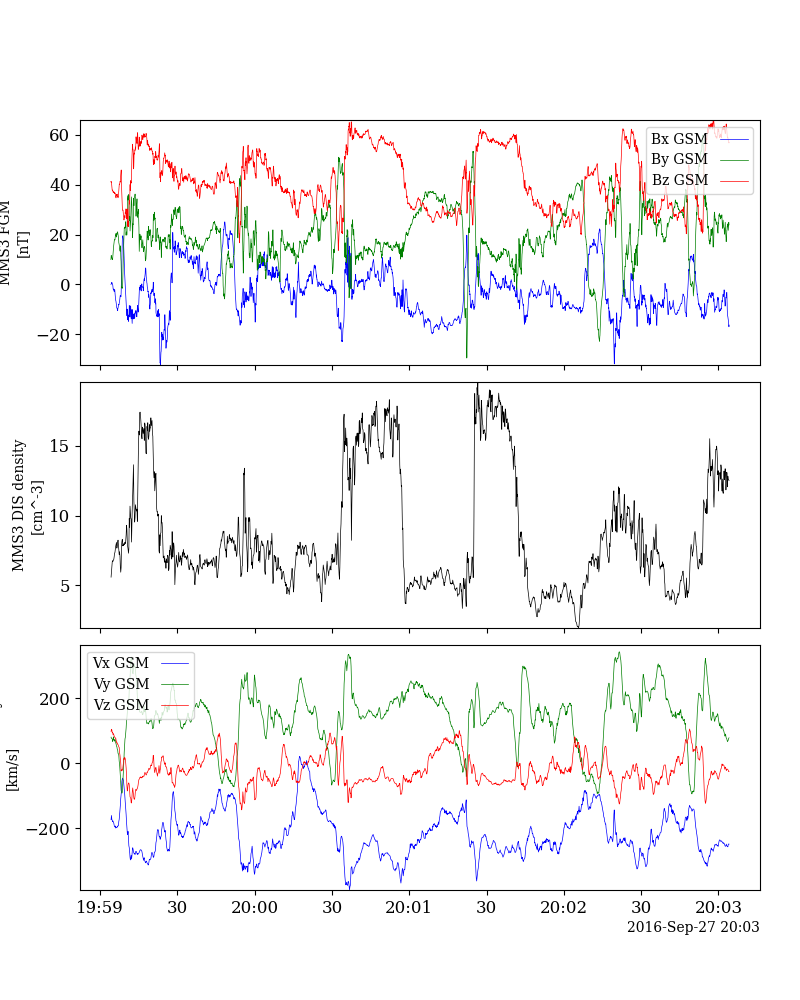 60
40
20
0
−20
MMS3 FGM
[nT]
Bx GSM
By GSM
Bz GSM
15
10
5
MMS3 DIS density
[cm^-3]
200
0
−200
[km/s]
Vx GSM
Vy GSM
Vz GSM
19:59
30
20:00
30
20:01
30
20:02
30
20:03
2016-Sep-27 20:03